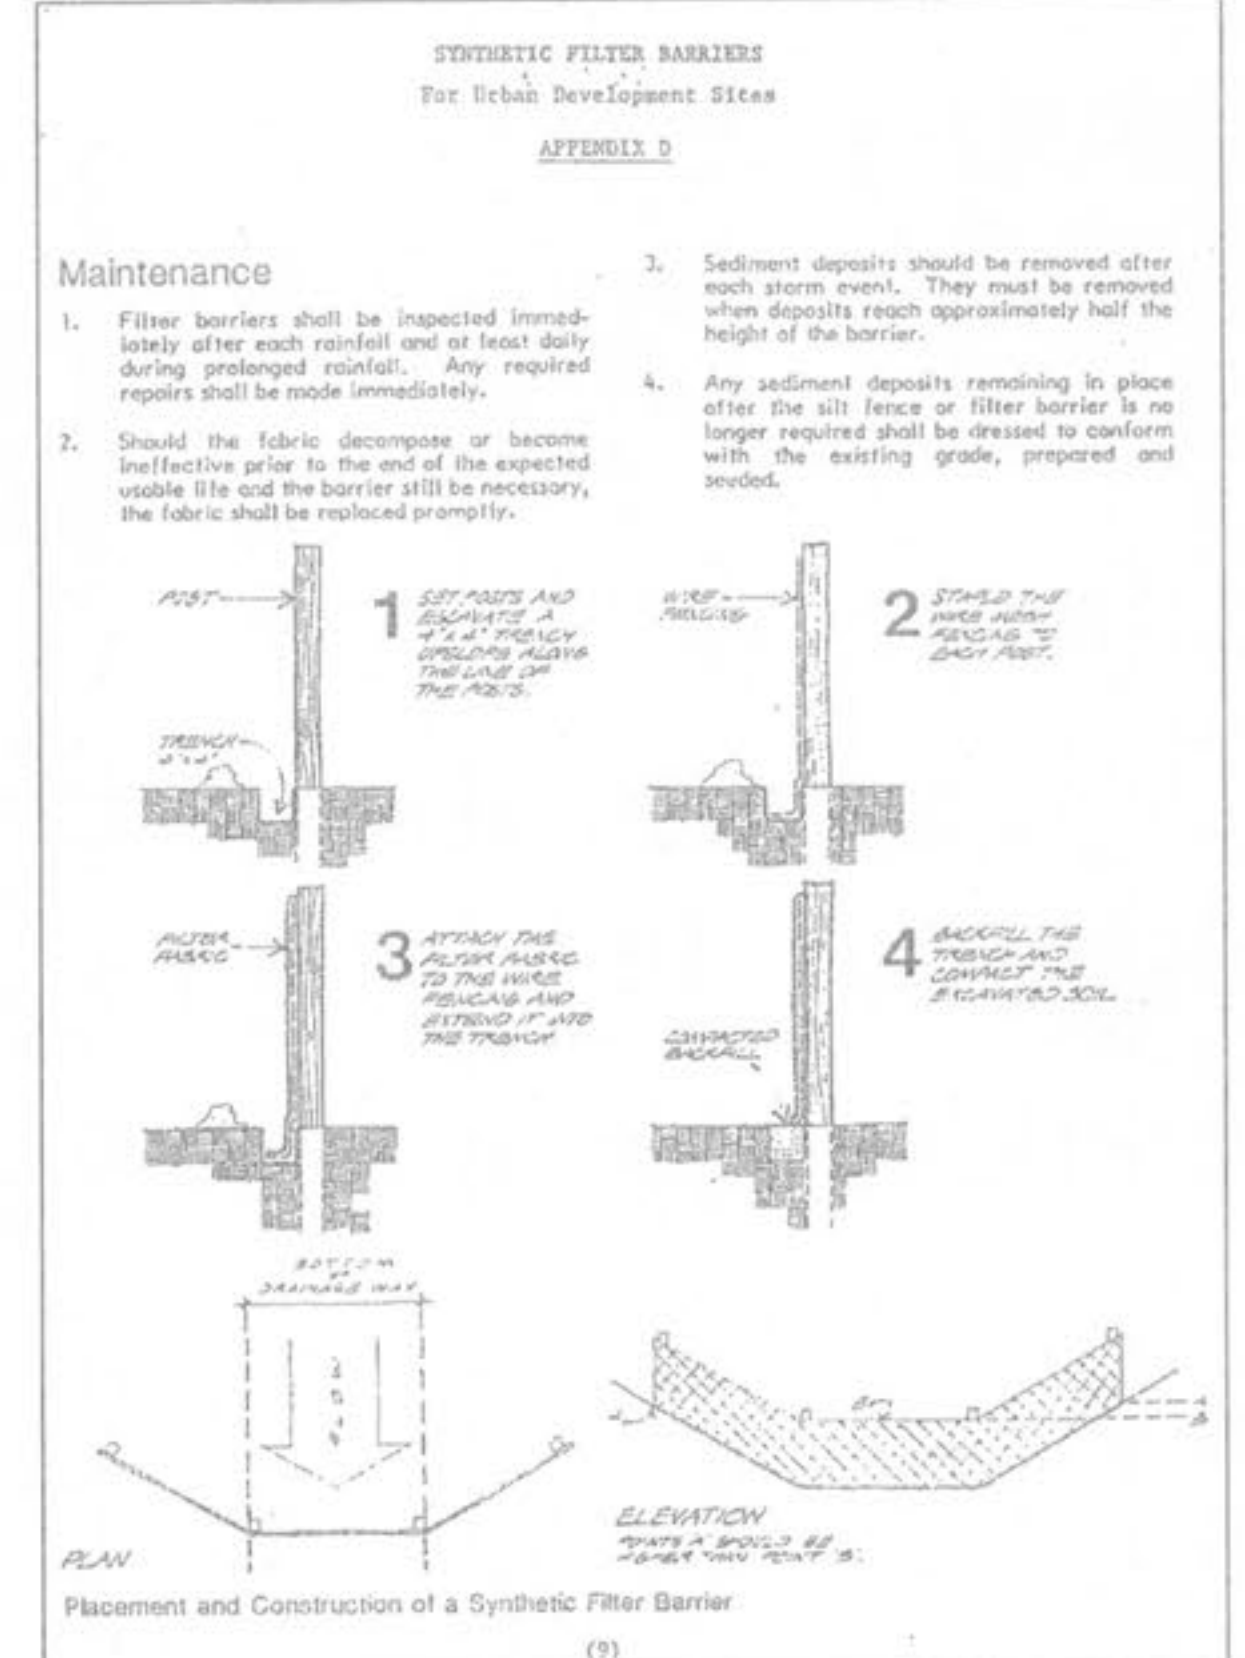 SYNTHETIC FILTER BARRIERS
For Urban Development Sites
APPENDIX D
Maintenance
1. Filter barriers shall be inspected immed-
iately after each rainfall and at least daily
during prolonged rainfall. Any required
repairs shall be made immediately.
2. Should the fabric decompose or become
ineffective prior to the end of the expected
usable life and the barrier still be necessary,
the fabric shall be replaced promptly.
3. Sediment deposits should be removed after
each storm event. They must be removed
when deposits reach approximately half the
height of the barrier.
4. Any sediment deposits remaining in place
after the silt fence or filter barrier is no
longer required shall be dressed to conform
with the existing grade, prepared and
seeded.
POST
1 SET POSTS AND
EXCAVATE A
4"x4" TRENCH
UPSLOPE ALONG
THE LINE OF
THE POSTS.
TRENCH
WIRE
FENCING
2 STAPLE THE
WIRE MESH
FENCING TO
EACH POST.
FILTER
FABRIC
3 ATTACH THE
FILTER FABRIC
TO THE WIRE
FENCING AND
EXTEND IT INTO
THE TRENCH
4 BACKFILL THE
TRENCH AND
COMPACT THE
EXCAVATED SOIL.
COMPACTED
BACKFILL
BOTTOM
OF
DRAINAGE WAY
FLOW
PLAN
A
B
ELEVATION
POINTS A SHOULD BE
HIGHER THAN POINT B.
Placement and Construction of a Synthetic Filter Barrier
(9)